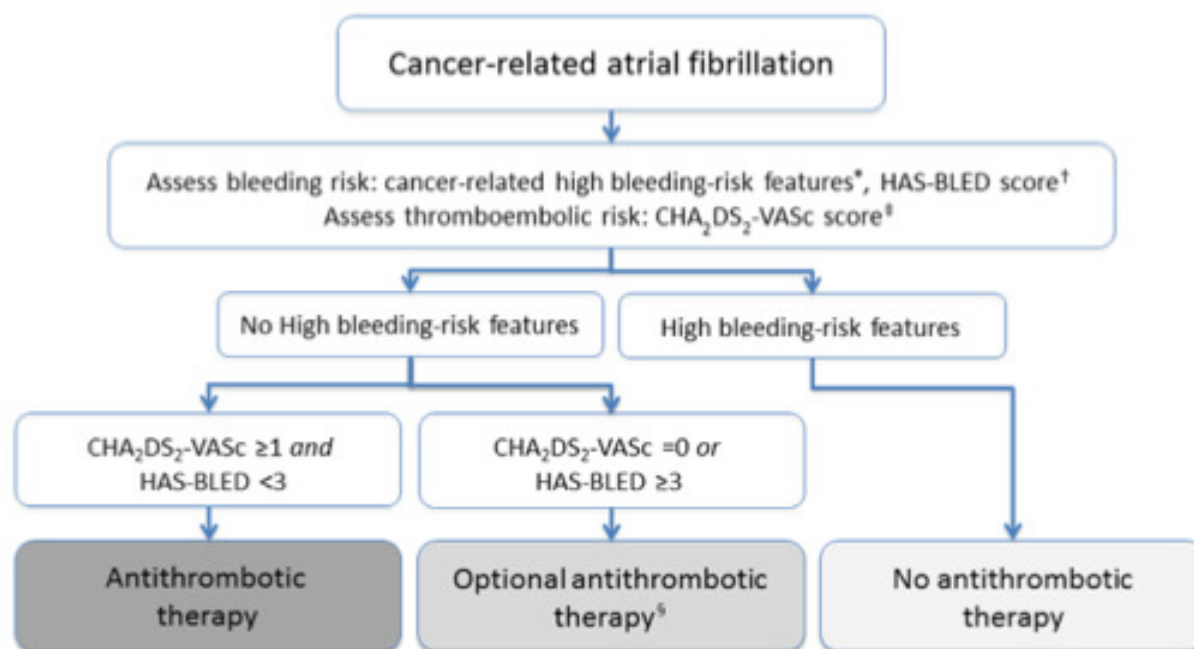 Cancer-related atrial fibrillation
Assess bleeding risk: cancer-related high bleeding-risk features*, HAS-BLED score†
Assess thromboembolic risk: CHA₂DS₂-VASc score‡
No High bleeding-risk features
High bleeding-risk features
CHA₂DS₂-VASc ≥1 and
HAS-BLED <3
CHA₂DS₂-VASc =0 or
HAS-BLED ≥3
Antithrombotic
therapy
Optional antithrombotic
therapy§
No antithrombotic
therapy